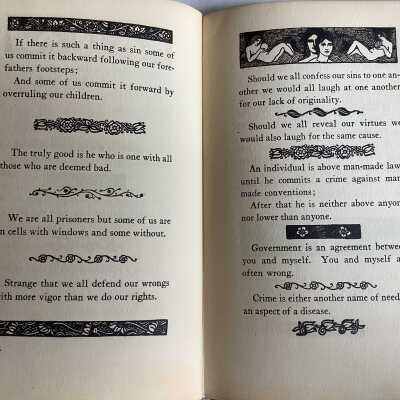 If there is such a thing as sin some of
us commit it backward following our fore-
fathers footsteps;
And some of us commit it forward by
overruling our children.
The truly good is he who is one with all
those who are deemed bad.
We are all prisoners but some of us are
in cells with windows and some without.
Strange that we all defend our wrongs
with more vigor than we do our rights.
Should we all confess our sins to one an-
other we would all laugh at one another
for our lack of originality.
Should we all reveal our virtues we
would also laugh for the same cause.
An individual is above man-made laws
until he commits a crime against man-
made conventions;
After that he is neither above anyone
nor lower than anyone.
Government is an agreement between
you and myself. You and myself are
often wrong.
Crime is either another name of need
an aspect of a disease.